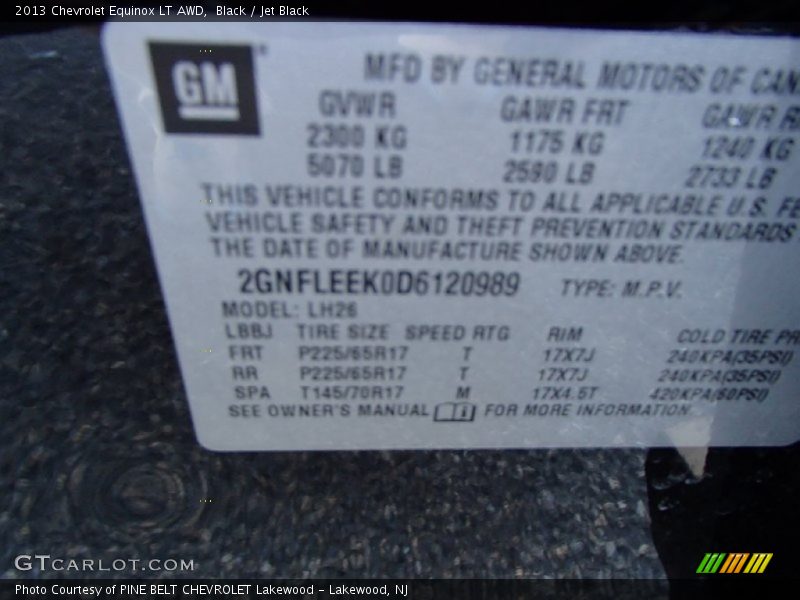 2013 Chevrolet Equinox LT AWD, Black / Jet Black
GM
MFD BY GENERAL MOTORS OF CAN
GVWR GAWR FRT GAWR
2300 KG 1175 KG 1240 KG
5070 LB 2590 LB 2733 LB
THIS VEHICLE CONFORMS TO ALL APPLICABLE U.S. FE
VEHICLE SAFETY AND THEFT PREVENTION STANDARDS
THE DATE OF MANUFACTURE SHOWN ABOVE.
2GNFLEEK0D6120989 TYPE: M.P.V.
MODEL: LH26
LBBJ TIRE SIZE SPEED RTG RIM COLD TIRE PR
FRT P225/65R17 T 17X7J 240KPA(35PSI)
RR P225/65R17 T 17X7J 240KPA(35PSI)
SPA T145/70R17 M 17X4.5T 420KPA(60PSI)
SEE OWNER'S MANUAL FOR MORE INFORMATION.
GTCARLOT.COM
Photo Courtesy of PINE BELT CHEVROLET Lakewood - Lakewood, NJ